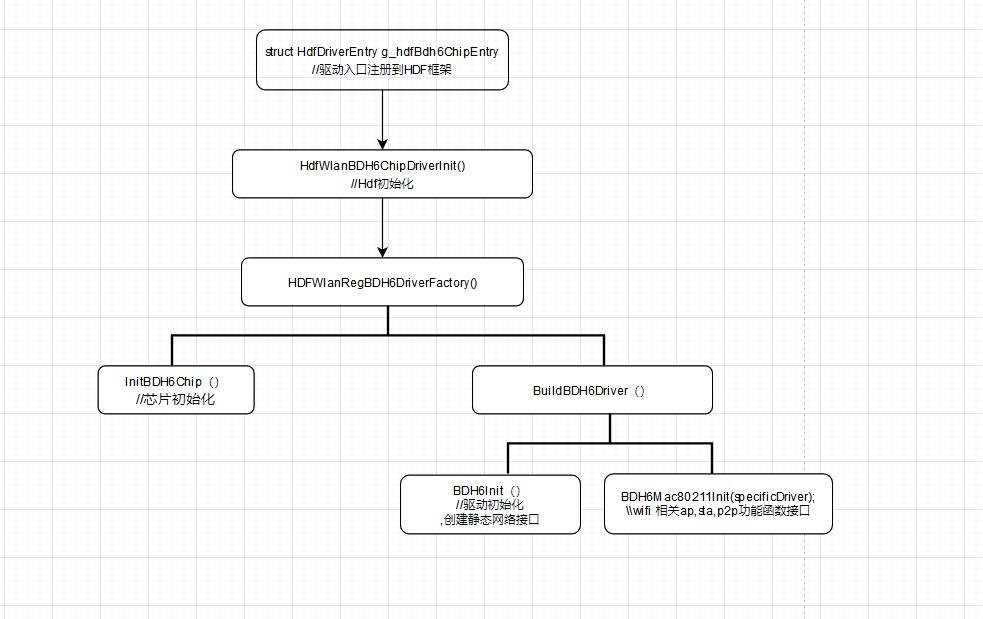 struct HdfDriverEntry g_hdfBdh6ChipEntry
//驱动入口注册到HDF框架
HdfWlanBDH6ChipDriverInit()
//Hdf初始化
HDFWlanRegBDH6DriverFactory()
InitBDH6Chip（）
//芯片初始化
BuildBDH6Driver（）
BDH6Init（）
//驱动初始化
,创建静态网络接口
BDH6Mac80211Init(specificDriver);
\\wifi 相关ap,sta,p2p功能函数接口